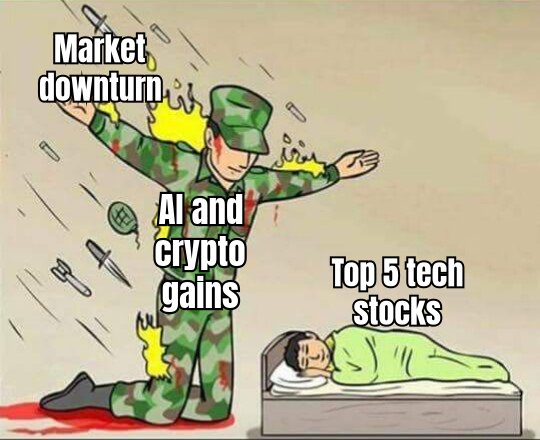 Market
downturn
AI and
crypto
gains
Top 5 tech
stocks